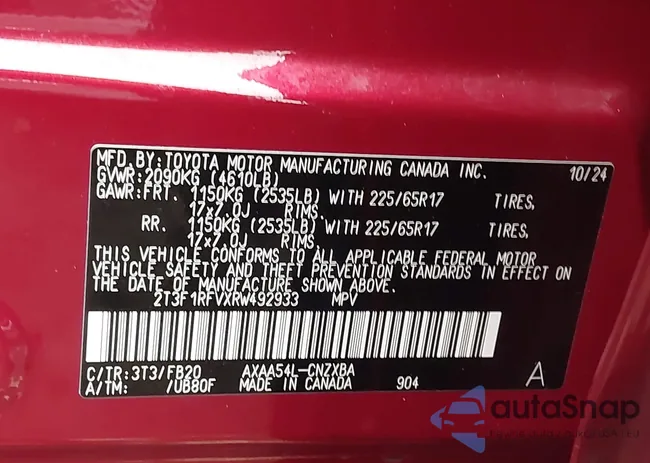 MFD. BY: TOYOTA MOTOR MANUFACTURING CANADA INC. 10/24
GVWR: 2090KG (4610LB)
GAWR: FRT. 1150KG (2535LB) WITH 225/65R17 TIRES,
17x7.0J RIMS.
RR. 1150KG (2535LB) WITH 225/65R17 TIRES,
17x7.0J RIMS.
THIS VEHICLE CONFORMS TO ALL APPLICABLE FEDERAL MOTOR
VEHICLE SAFETY AND THEFT PREVENTION STANDARDS IN EFFECT ON
THE DATE OF MANUFACTURE SHOWN ABOVE.
2T3F1RFVXRW492933 MPV
C/TR: 3T3/FB20 AXAA54L-CNZXBA
A/TM: /UB80F MADE IN CANADA 904 A
autoSnap